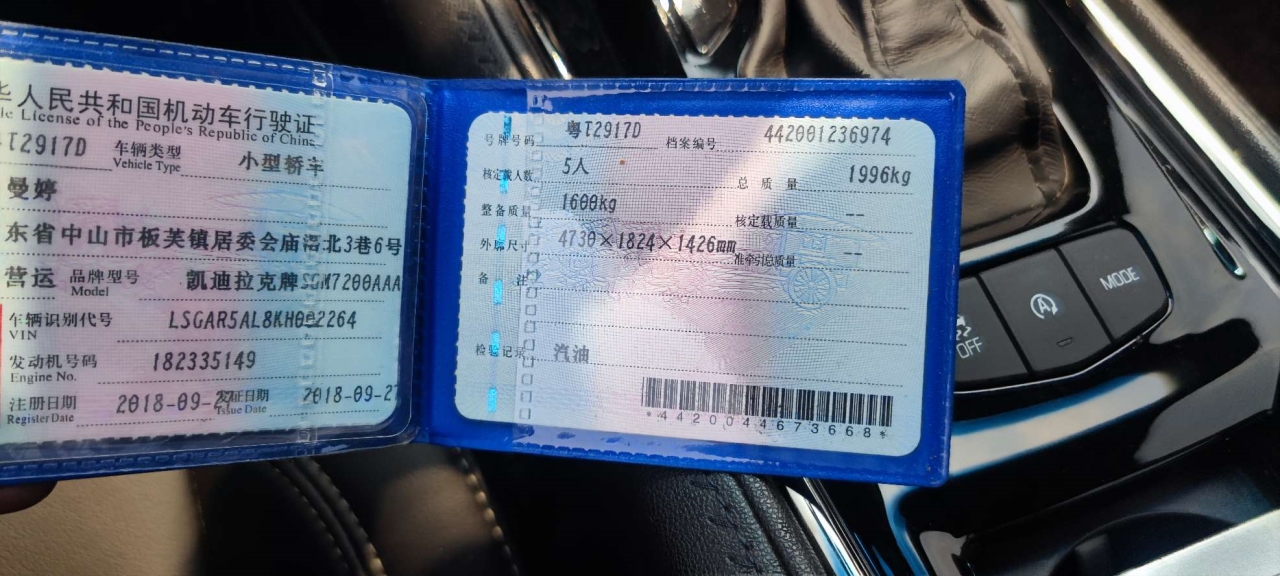 华人民共和国机动车行驶证
le License of the People's Republic of China
T2917D 车辆类型 小型轿车
Vehicle Type
曼婷
东省中山市板芙镇居委会庙滘北3巷6号
营运 品牌型号 凯迪拉克牌SGM7200AAA
Model
车辆识别代号 LSGAR5AL8KH002264
VIN
发动机号码 182335149
Engine No.
注册日期 2018-09-27 发证日期 2018-09-27
Register Date Issue Date
号牌号码 粤T2917D 档案编号 442001236974
核定载人数 5人 总质量 1996kg
整备质量 1600kg 核定载质量 --
外廓尺寸 4730×1824×1426mm 准牵引总质量 --
备注
检验记录 汽油
*4420044673668*
OFF
A
MODE